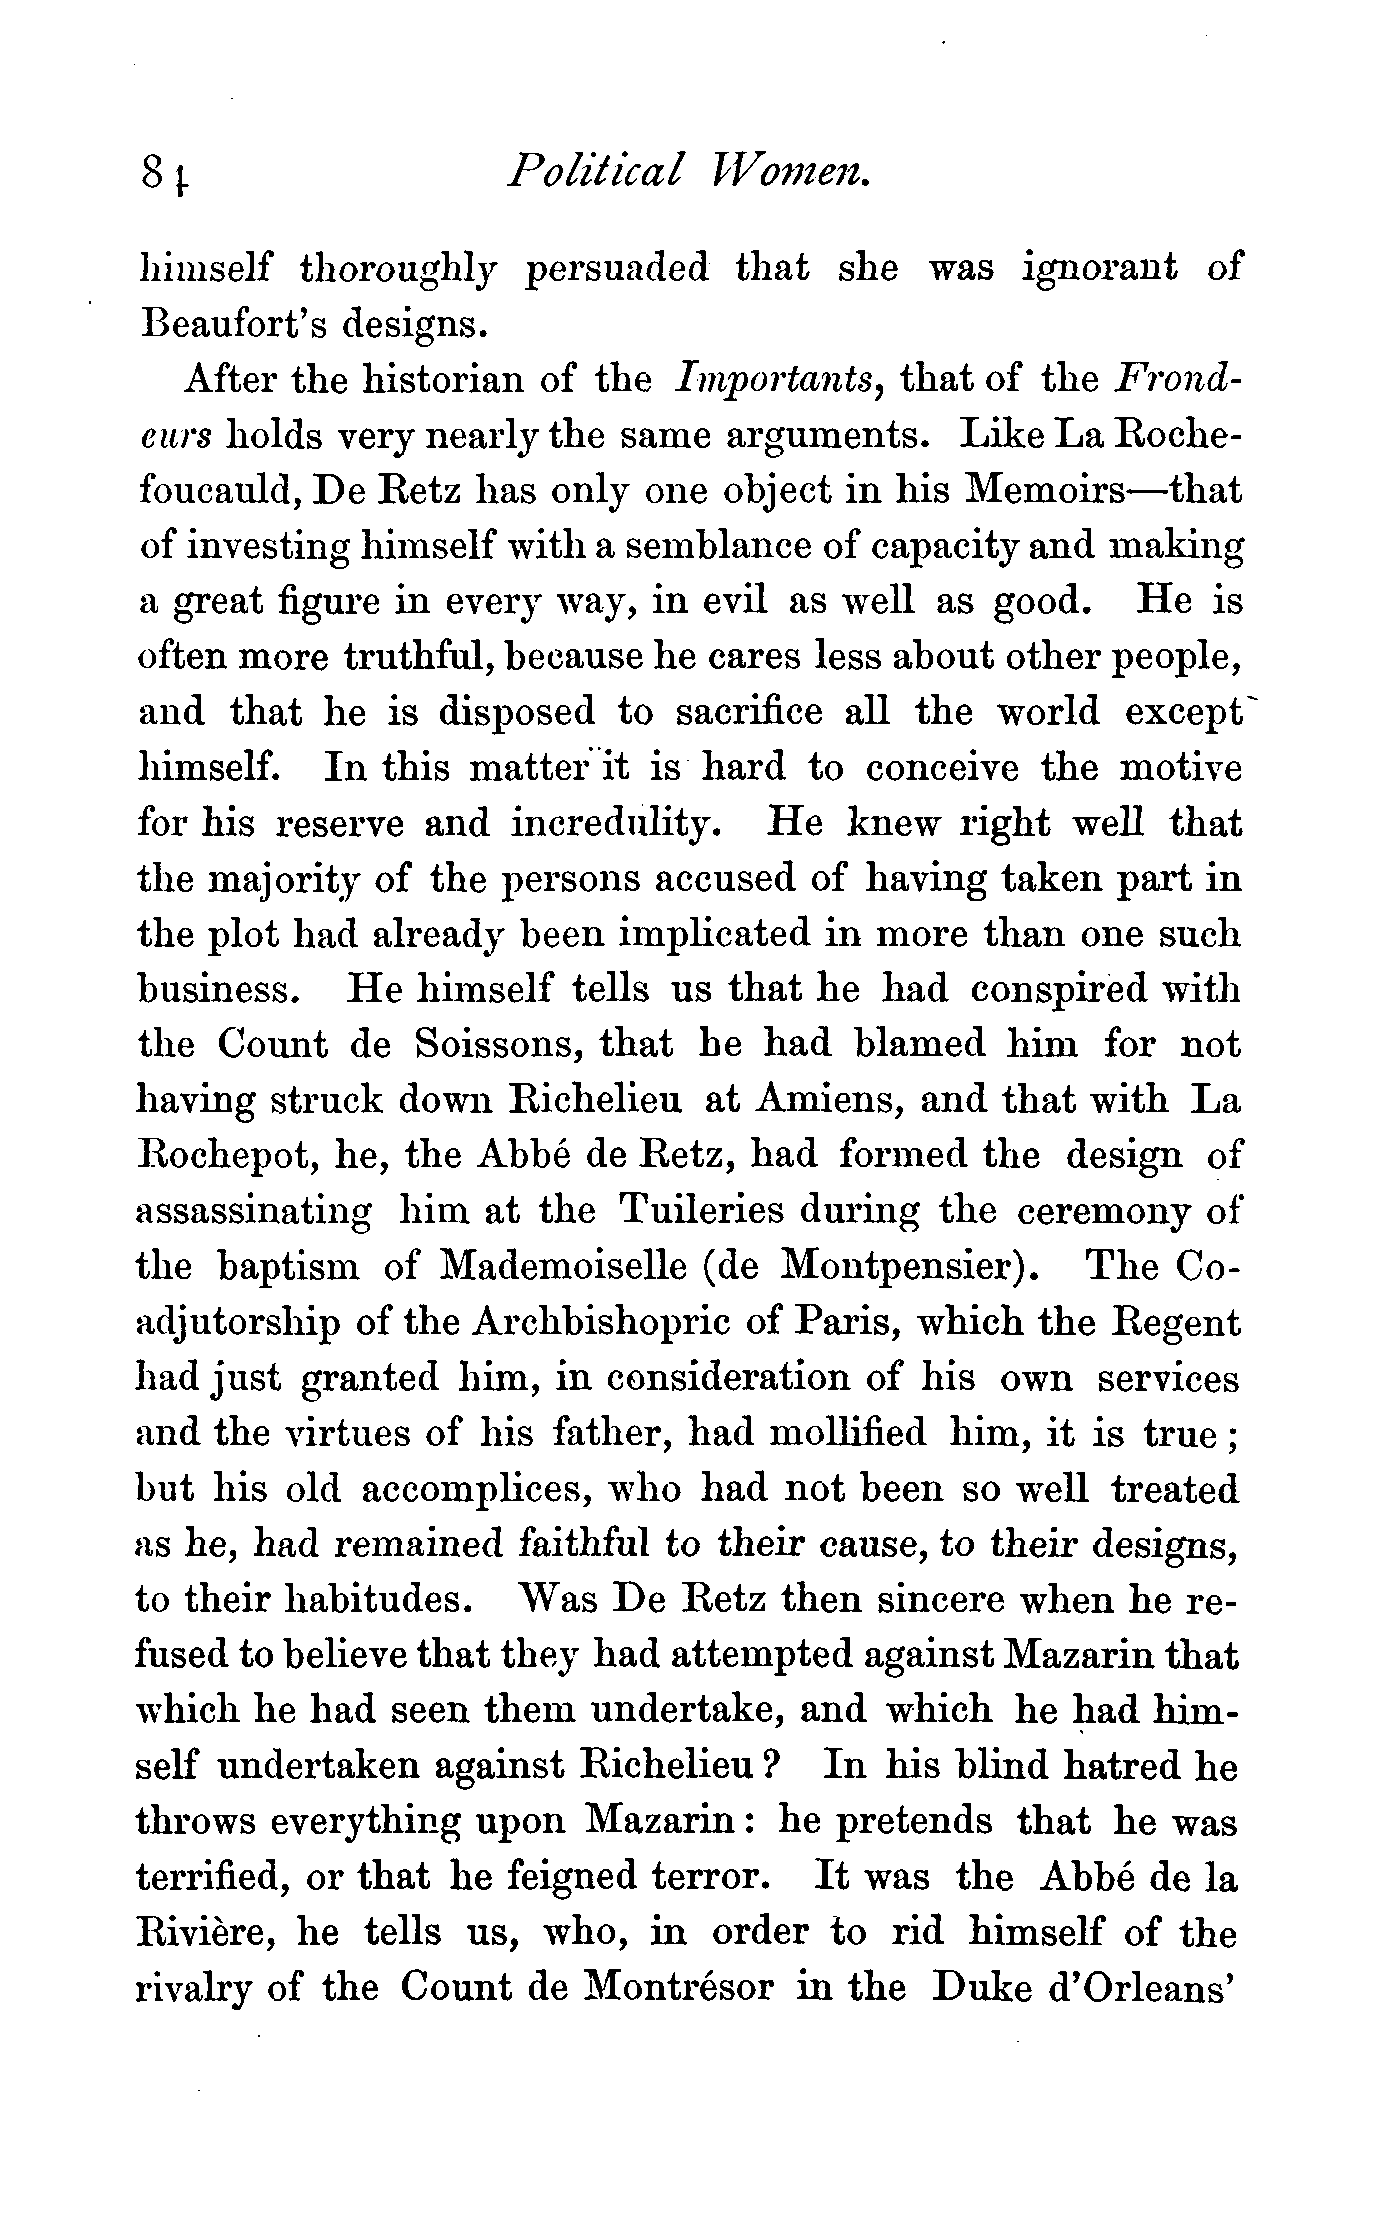 84 Political Women.
himself thoroughly persuaded that she was ignorant of
Beaufort's designs.
After the historian of the Importants, that of the Frond-
eurs holds very nearly the same arguments. Like La Roche-
foucauld, De Retz has only one object in his Memoirs—that
of investing himself with a semblance of capacity and making
a great figure in every way, in evil as well as good. He is
often more truthful, because he cares less about other people,
and that he is disposed to sacrifice all the world except
himself. In this matter it is hard to conceive the motive
for his reserve and incredulity. He knew right well that
the majority of the persons accused of having taken part in
the plot had already been implicated in more than one such
business. He himself tells us that he had conspired with
the Count de Soissons, that he had blamed him for not
having struck down Richelieu at Amiens, and that with La
Rochepot, he, the Abbé de Retz, had formed the design of
assassinating him at the Tuileries during the ceremony of
the baptism of Mademoiselle (de Montpensier). The Co-
adjutorship of the Archbishopric of Paris, which the Regent
had just granted him, in consideration of his own services
and the virtues of his father, had mollified him, it is true;
but his old accomplices, who had not been so well treated
as he, had remained faithful to their cause, to their designs,
to their habitudes. Was De Retz then sincere when he re-
fused to believe that they had attempted against Mazarin that
which he had seen them undertake, and which he had him-
self undertaken against Richelieu? In his blind hatred he
throws everything upon Mazarin: he pretends that he was
terrified, or that he feigned terror. It was the Abbé de la
Rivière, he tells us, who, in order to rid himself of the
rivalry of the Count de Montrésor in the Duke d'Orleans'